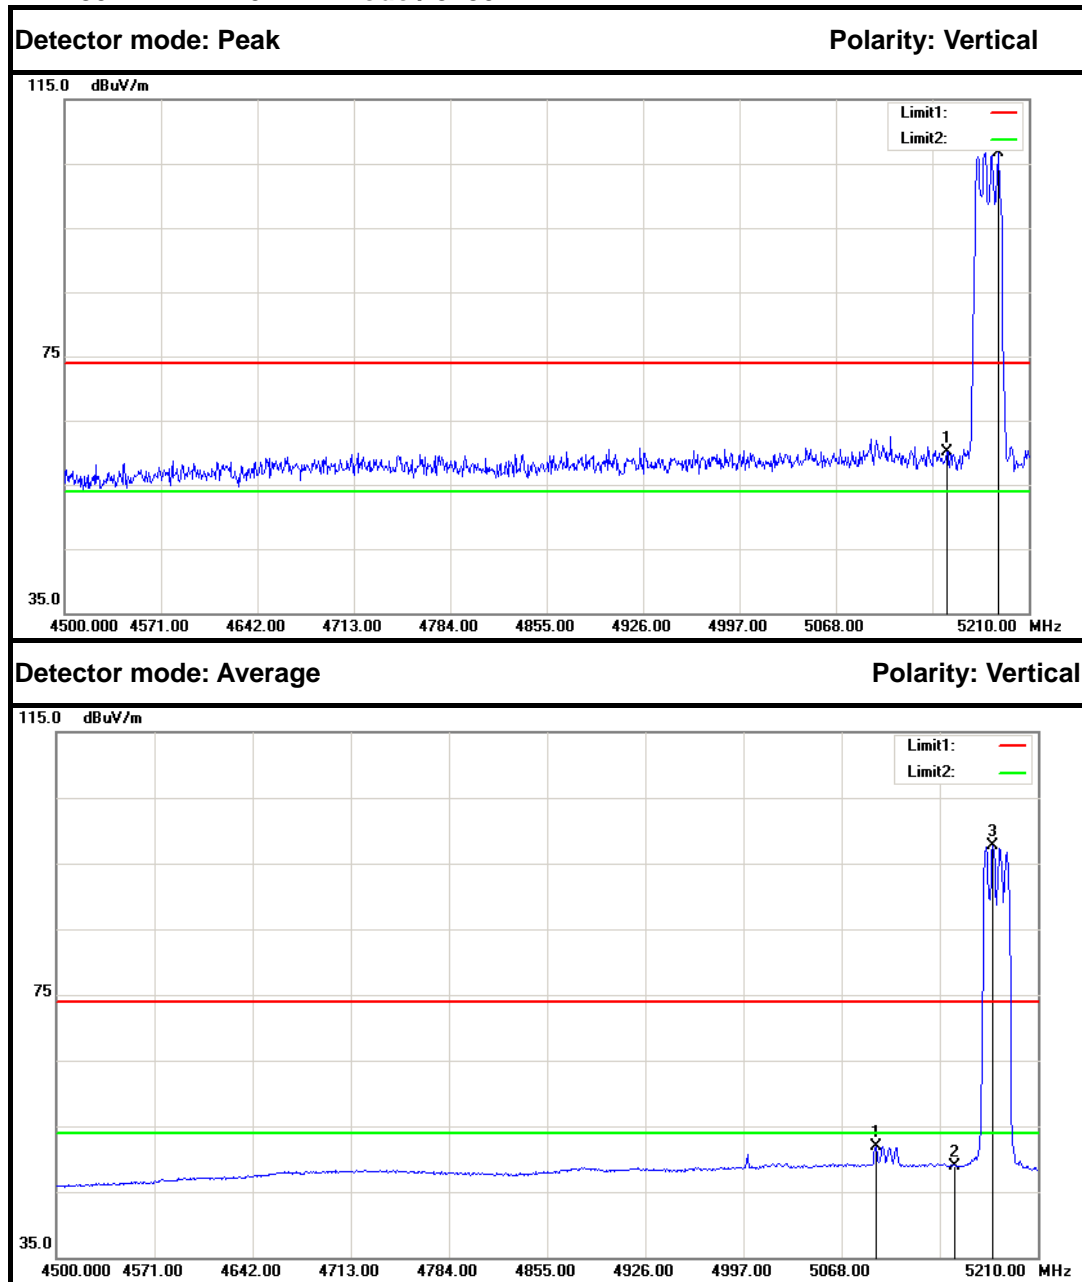 Detector mode: Peak Polarity: Vertical
115.0 dBuV/m
Limit1:
Limit2:
75
1
35.0
4500.000 4571.00 4642.00 4713.00 4784.00 4855.00 4926.00 4997.00 5068.00 5210.00 MHz
Detector mode: Average Polarity: Vertical
115.0 dBuV/m
Limit1:
Limit2:
3
75
1
2
35.0
4500.000 4571.00 4642.00 4713.00 4784.00 4855.00 4926.00 4997.00 5068.00 5210.00 MHz